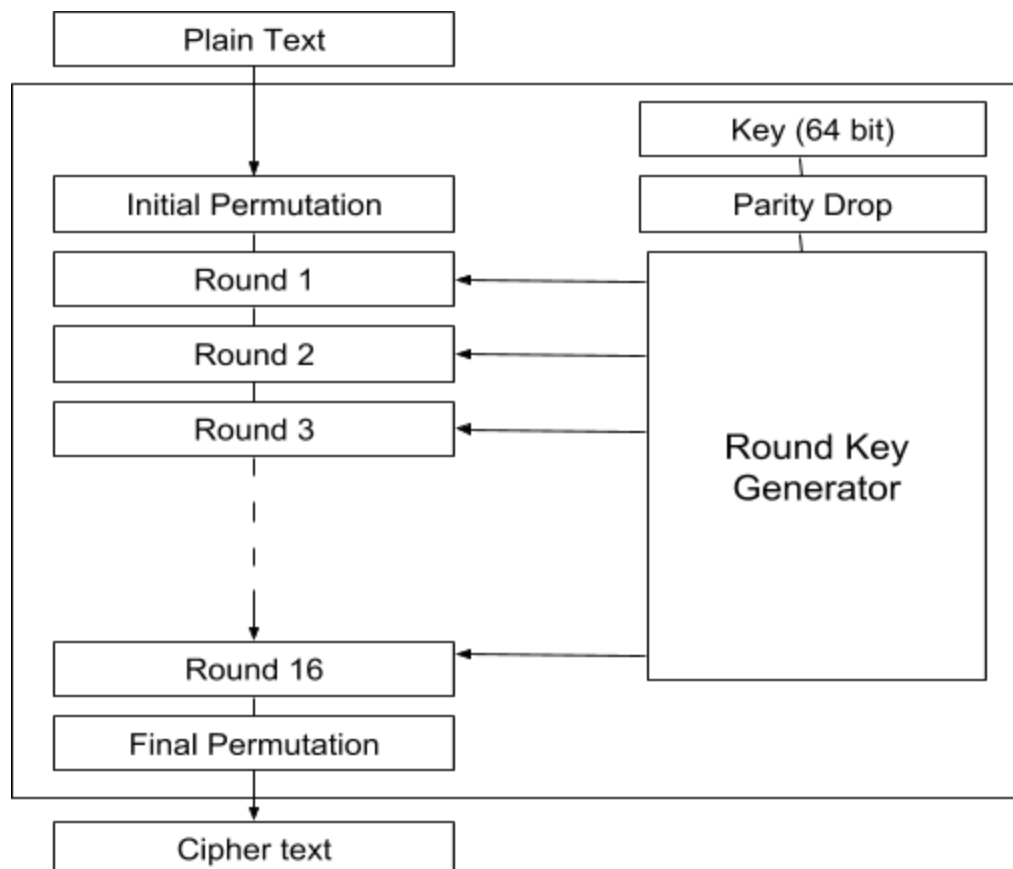 Plain Text
Key (64 bit)
Initial Permutation
Parity Drop
Round 1
Round 2
Round 3
Round Key
Generator
Round 16
Final Permutation
Cipher text